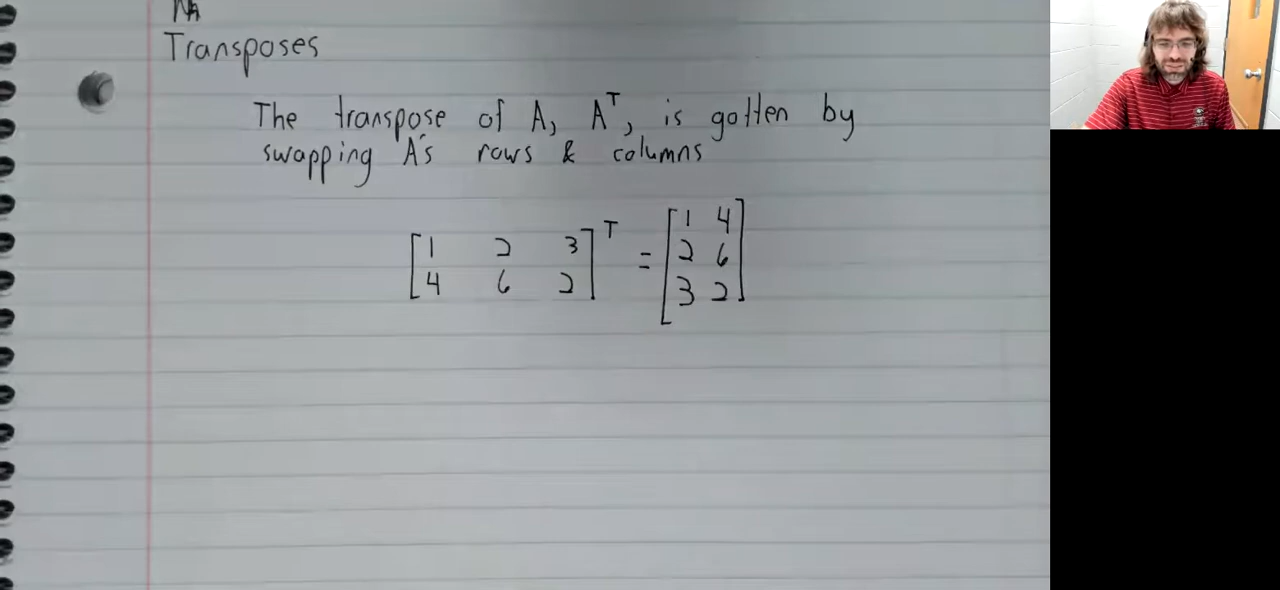 Transposes
The transpose of A, Aᵀ, is gotten by
swapping A's rows & columns
[1 2 3
4 6 2]ᵀ = [1 4
2 6
3 2]